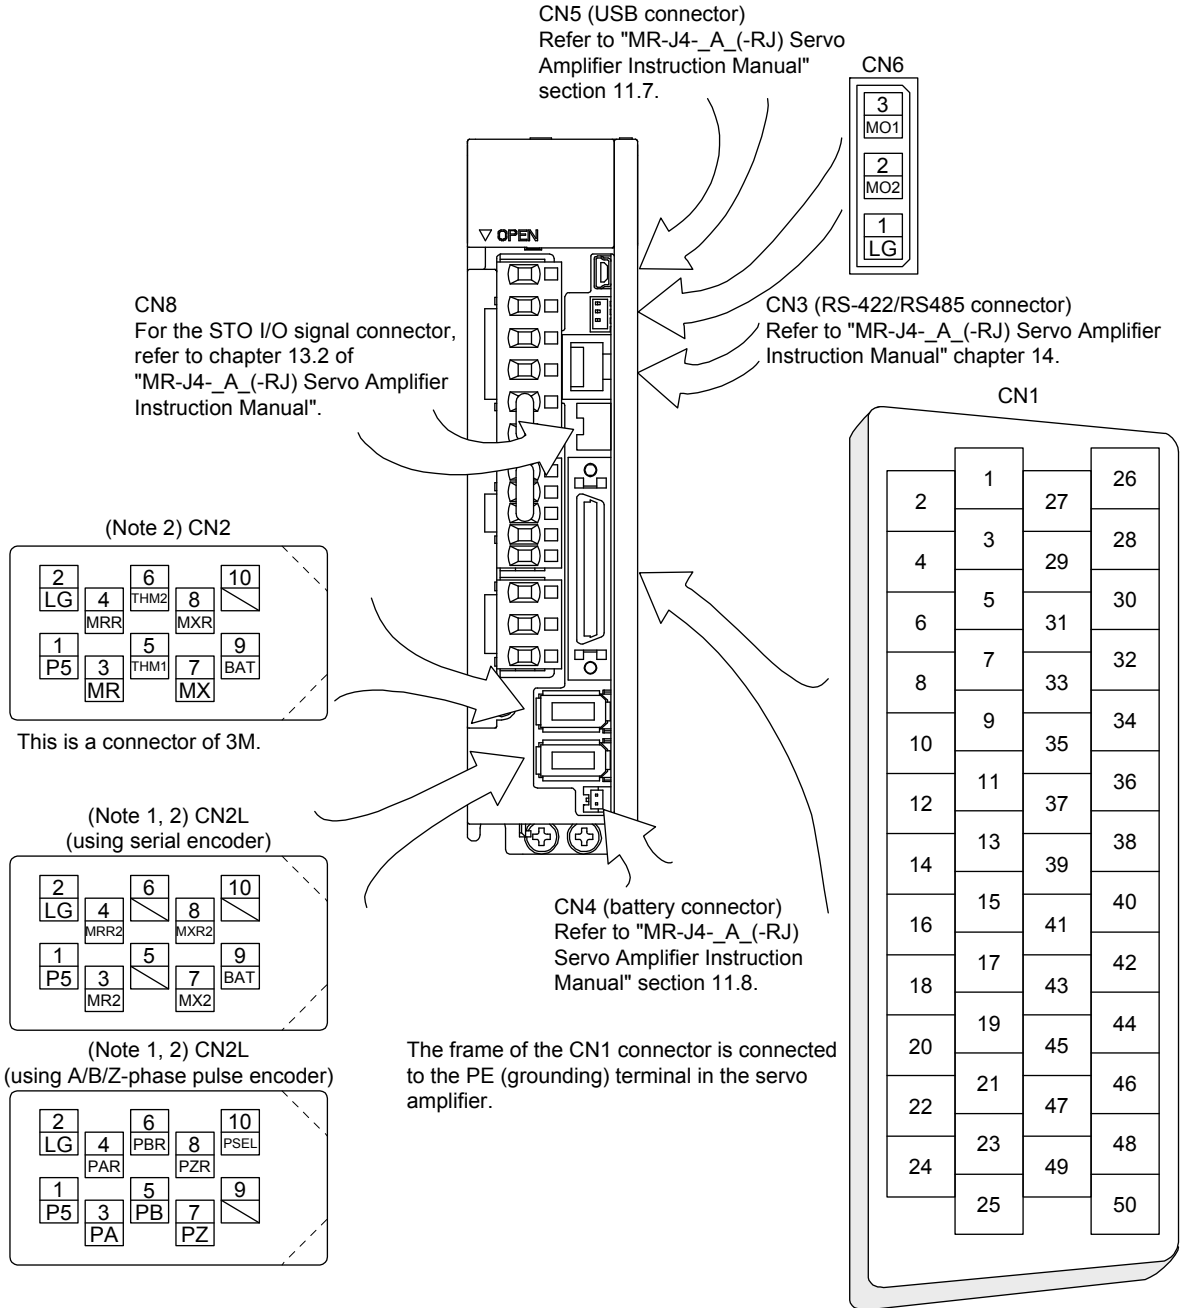 CN5 (USB connector)
Refer to "MR-J4-_A_(-RJ) Servo
Amplifier Instruction Manual"
section 11.7.
CN6
3
MO1
2
MO2
1
LG
OPEN
CN8
For the STO I/O signal connector,
refer to chapter 13.2 of
"MR-J4-_A_(-RJ) Servo Amplifier
Instruction Manual".
CN3 (RS-422/RS485 connector)
Refer to "MR-J4-_A_(-RJ) Servo Amplifier
Instruction Manual" chapter 14.
(Note 2) CN2
2 6 10
LG 4 THM2 8
MRR MXR
1 5 9
P5 3 THM1 7 BAT
MR MX
This is a connector of 3M.
(Note 1, 2) CN2L
(using serial encoder)
2 6 10
LG 4 8
MRR2 MXR2
1 5 9
P5 3 7 BAT
MR2 MX2
(Note 1, 2) CN2L
(using A/B/Z-phase pulse encoder)
2 6 10
LG 4 PBR 8 PSEL
PAR PZR
1 5 9
P5 3 PB 7
PA PZ
CN4 (battery connector)
Refer to "MR-J4-_A_(-RJ)
Servo Amplifier Instruction
Manual" section 11.8.
The frame of the CN1 connector is connected
to the PE (grounding) terminal in the servo
amplifier.
CN1
1 26
2 27
3 28
4 29
5 30
6 31
7 32
8 33
9 34
10 35
11 36
12 37
13 38
14 39
15 40
16 41
17 42
18 43
19 44
20 45
21 46
22 47
23 48
24 49
25 50